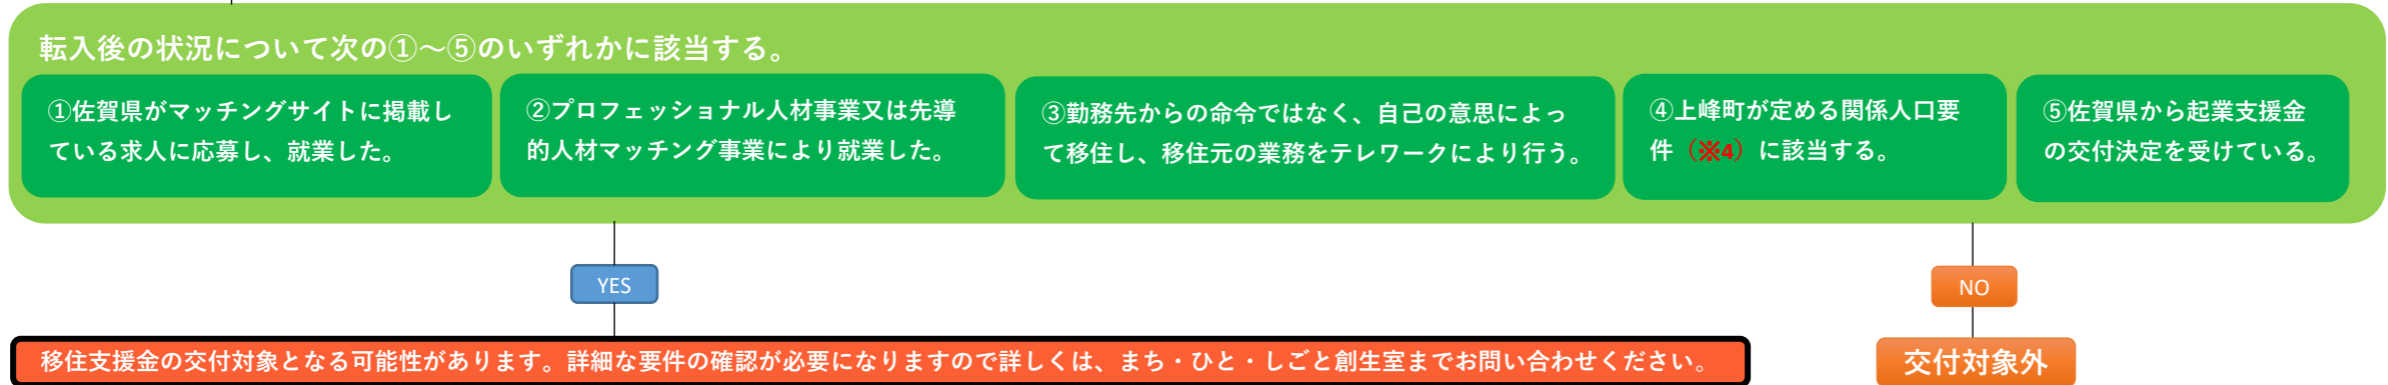 転入後の状況について次の①～⑤のいずれかに該当する。
①佐賀県がマッチングサイトに掲載し
ている求人に応募し、就業した。
②プロフェッショナル人材事業又は先導
的人材マッチング事業により就業した。
③勤務先からの命令ではなく、自己の意思によっ
て移住し、移住元の業務をテレワークにより行う。
④上峰町が定める関係人口要
件（※4）に該当する。
⑤佐賀県から起業支援金
の交付決定を受けている。
YES
NO
移住支援金の交付対象となる可能性があります。詳細な要件の確認が必要になりますので詳しくは、まち・ひと・しごと創生室までお問い合わせください。
交付対象外